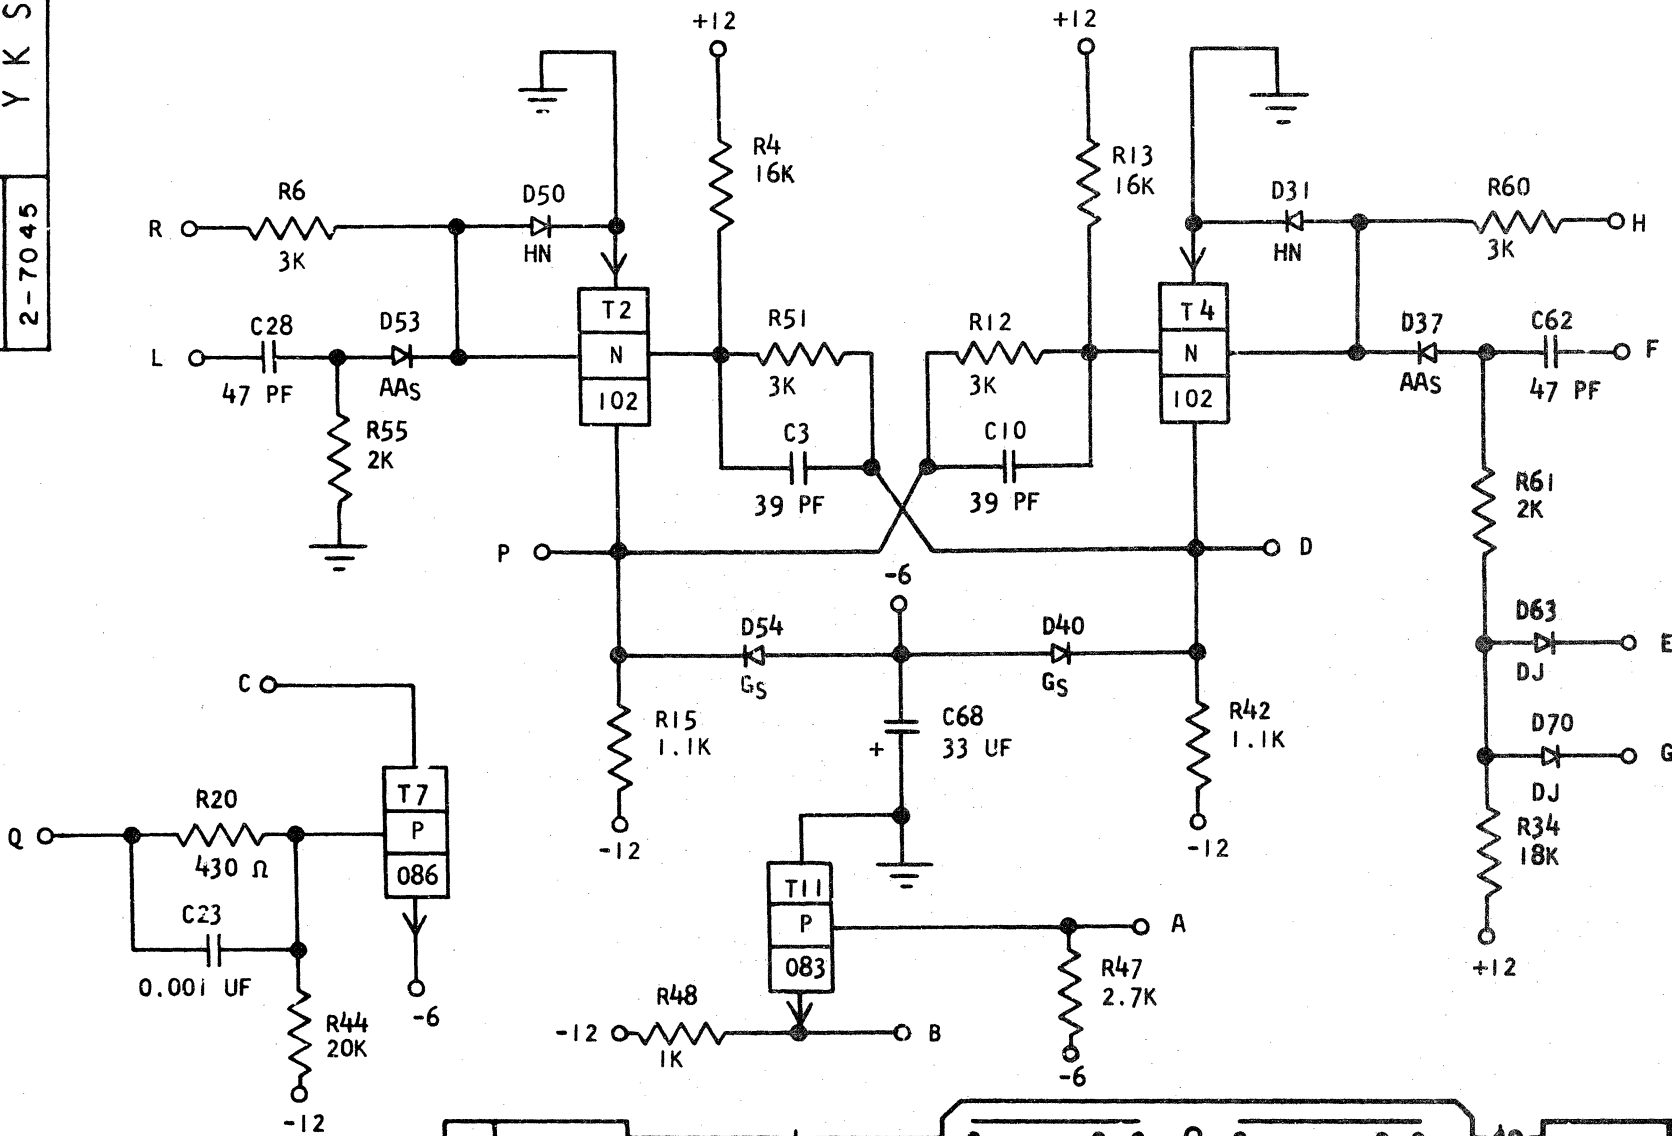 Y K S
2-7045
+12
+12
R4
16K
R13
16K
R6
3K
R
D50
HN
D31
HN
R60
3K
H
T2
N
102
T4
N
102
C28
47 PF
L
D53
AAS
R51
3K
R12
3K
D37
AAS
C62
47 PF
F
R55
2K
C3
39 PF
C10
39 PF
R61
2K
P
D
-6
D54
GS
D40
GS
D63
DJ
E
C
R15
1.1K
C68
33 UF
+
R42
1.1K
D70
DJ
G
T7
P
086
R20
430 Ω
Q
-12
-12
R34
18K
T11
P
083
C23
0.001 UF
A
+12
R47
2.7K
R48
1K
-12
B
-6
R44
20K
-6
-12